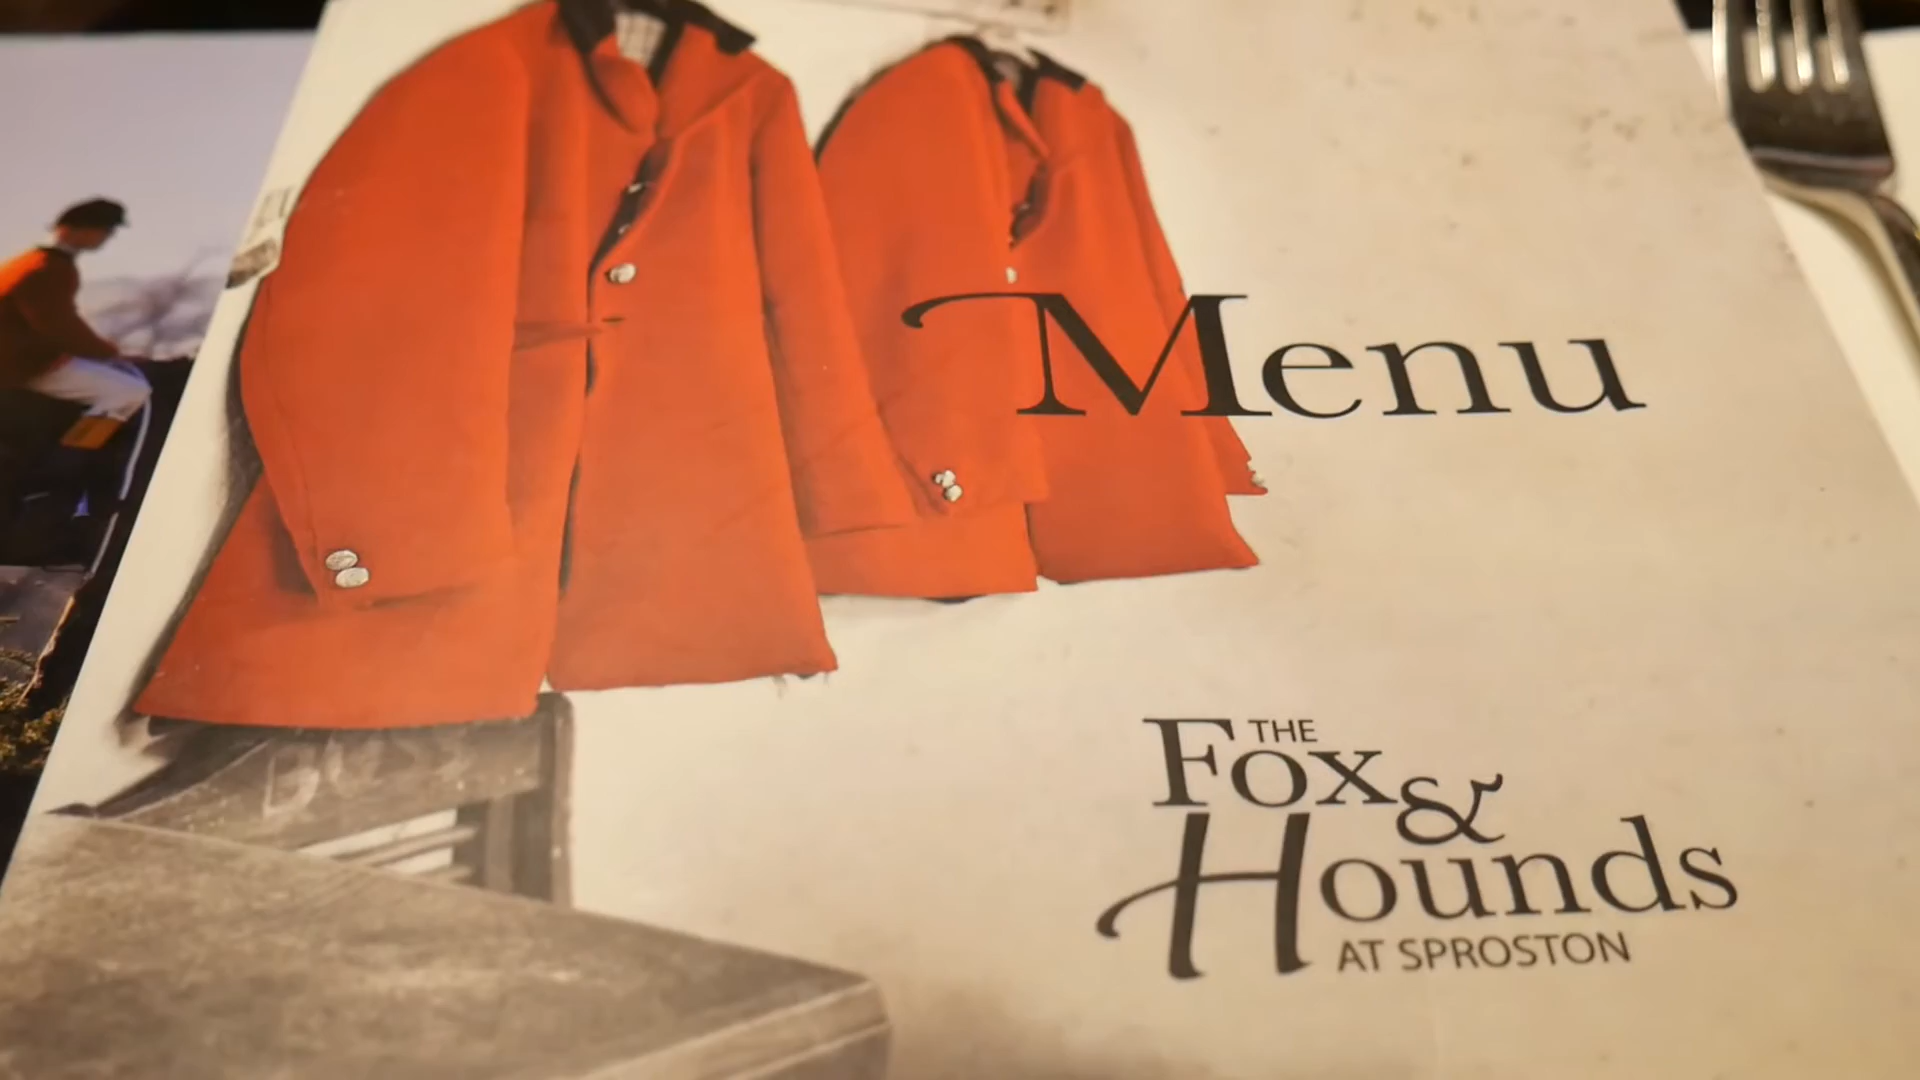 Menu
THE
Fox &
Hounds
AT SPROSTON